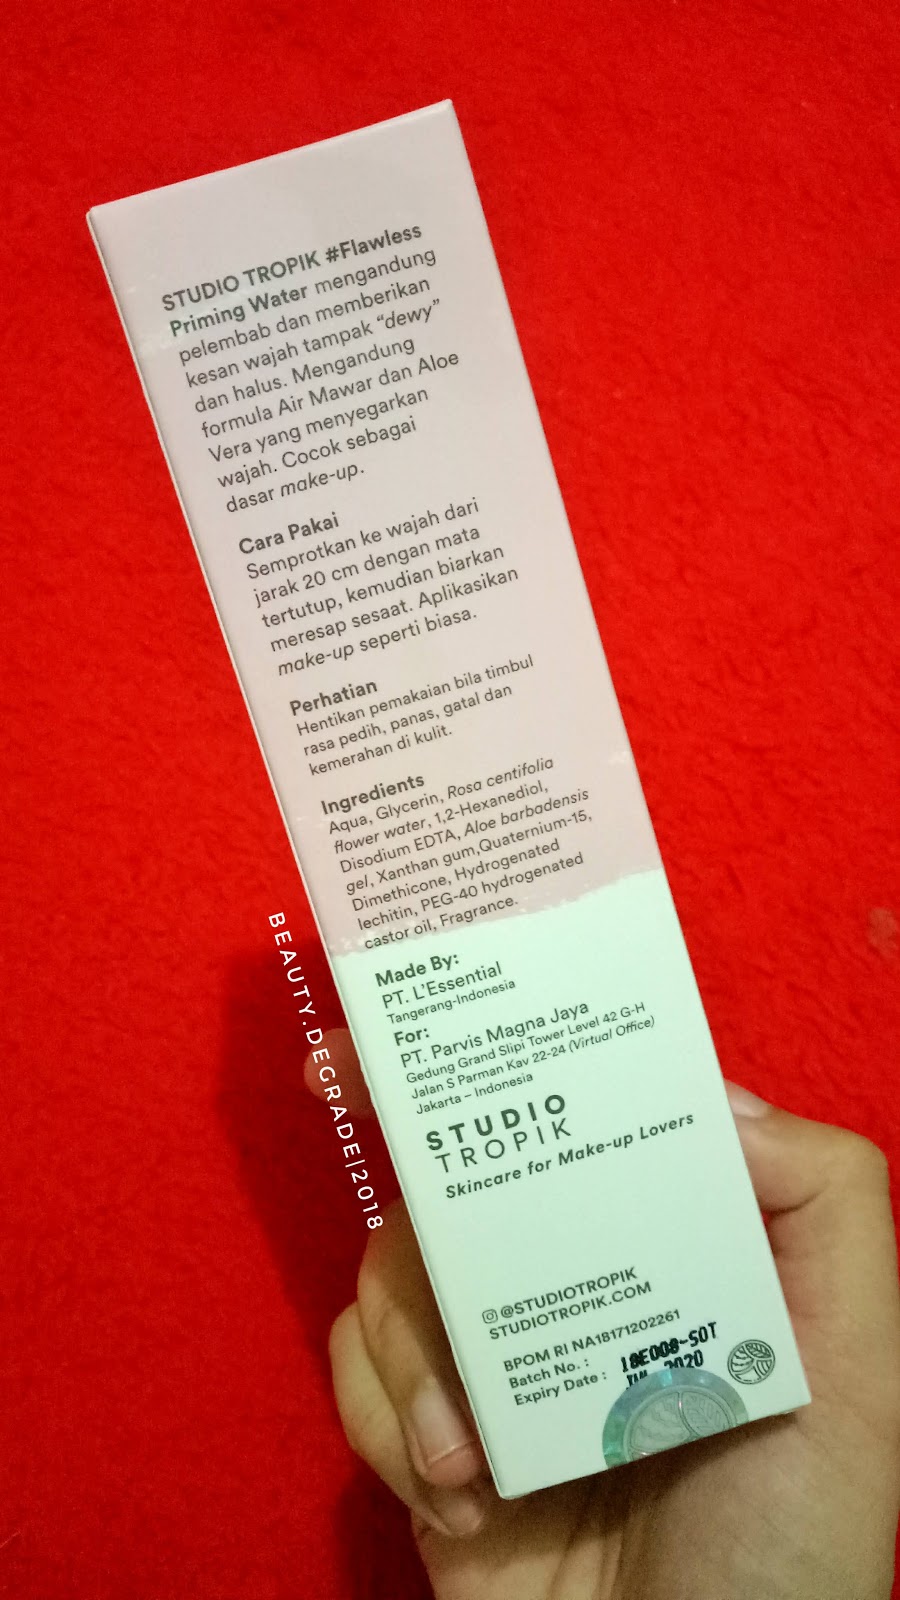 STUDIO TROPIK #Flawless
Priming Water mengandung
pelembab dan memberikan
kesan wajah tampak “dewy”
dan halus. Mengandung
formula Air Mawar dan Aloe
Vera yang menyegarkan
wajah. Cocok sebagai
dasar make-up.
Cara Pakai
Semprotkan ke wajah dari
jarak 20 cm dengan mata
tertutup, kemudian biarkan
meresap sesaat. Aplikasikan
make-up seperti biasa.
Perhatian
Hentikan pemakaian bila timbul
rasa pedih, panas, gatal dan
kemerahan di kulit.
Ingredients
Aqua, Glycerin, Rosa centifolia
flower water, 1,2-Hexanediol,
Disodium EDTA, Aloe barbadensis
gel, Xanthan gum,Quaternium-15,
Dimethicone, Hydrogenated
lechitin, PEG-40 hydrogenated
castor oil, Fragrance.
Made By:
PT. L'Essential
Tangerang-Indonesia
For:
PT. Parvis Magna Jaya
Gedung Grand Slipi Tower Level 42 G-H
Jalan S Parman Kav 22-24 (Virtual Office)
Jakarta – Indonesia
STUDIO
TROPIK
Skincare for Make-up Lovers
@STUDIOTROPIK
STUDIOTROPIK.COM
BPOM RI NA18171202261
Batch No. : 18E008-SOT
Expiry Date : 2020
BEAUTY.DEGRADE|2018